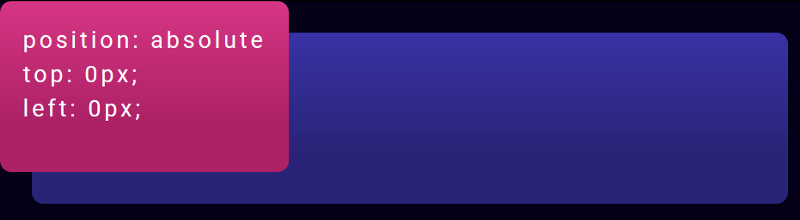 position: absolute
top: 0px;
left: 0px;